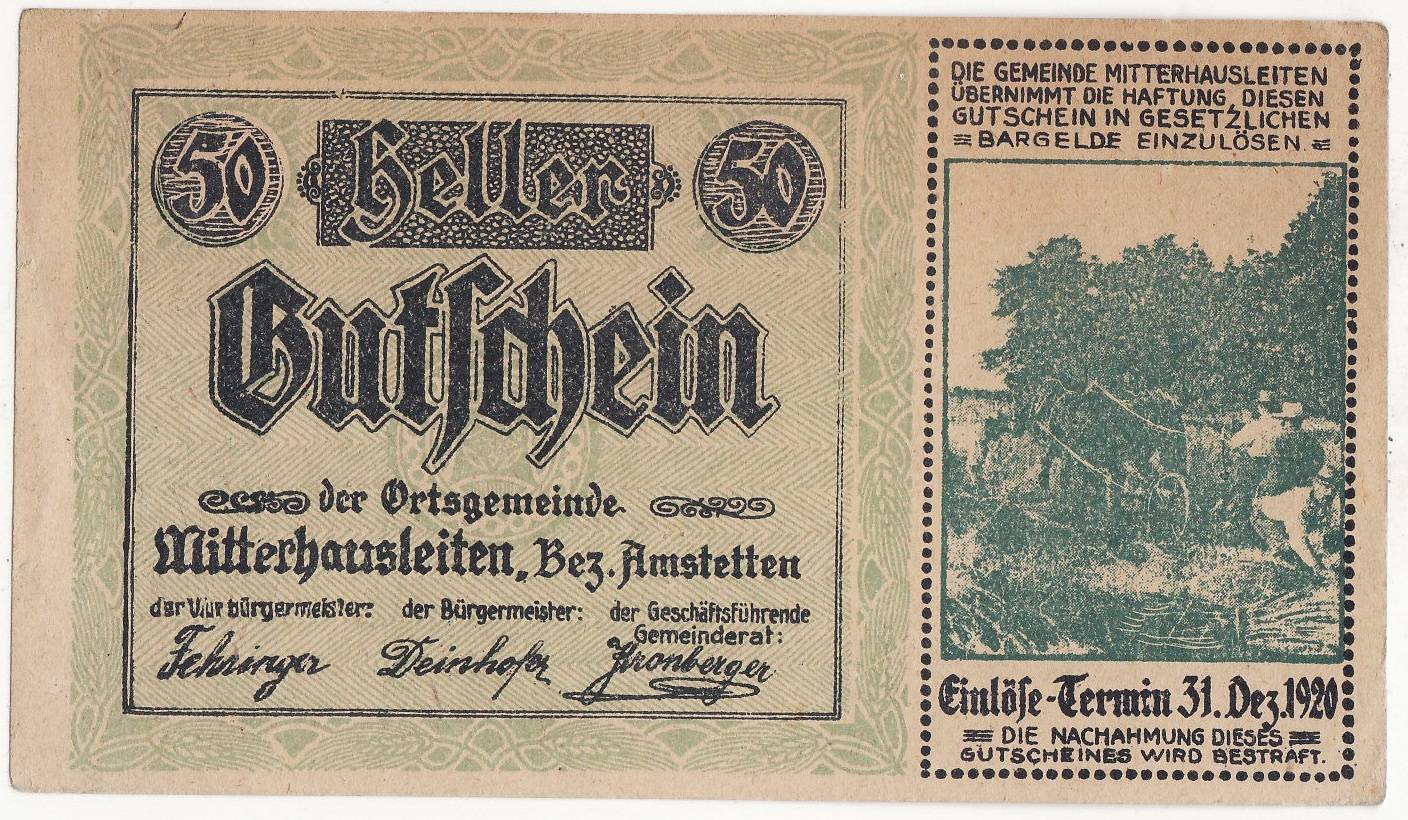 50 Heller 50
Gutschein
der Ortsgemeinde
Mitterhausleiten, Bez. Amstetten
der Bürgermeister:
der Geschäftsführende
Gemeinderat:
Fehringer
Deinhofer
Kronberger
DIE GEMEINDE MITTERHAUSLEITEN
ÜBERNIMMT DIE HAFTUNG, DIESEN
GUTSCHEIN IN GESETZLICHEN
BARGELDE EINZULÖSEN.
Einlöse-Termin 31. Dez. 1920
DIE NACHAHMUNG DIESES
GUTSCHEINES WIRD BESTRAFT.